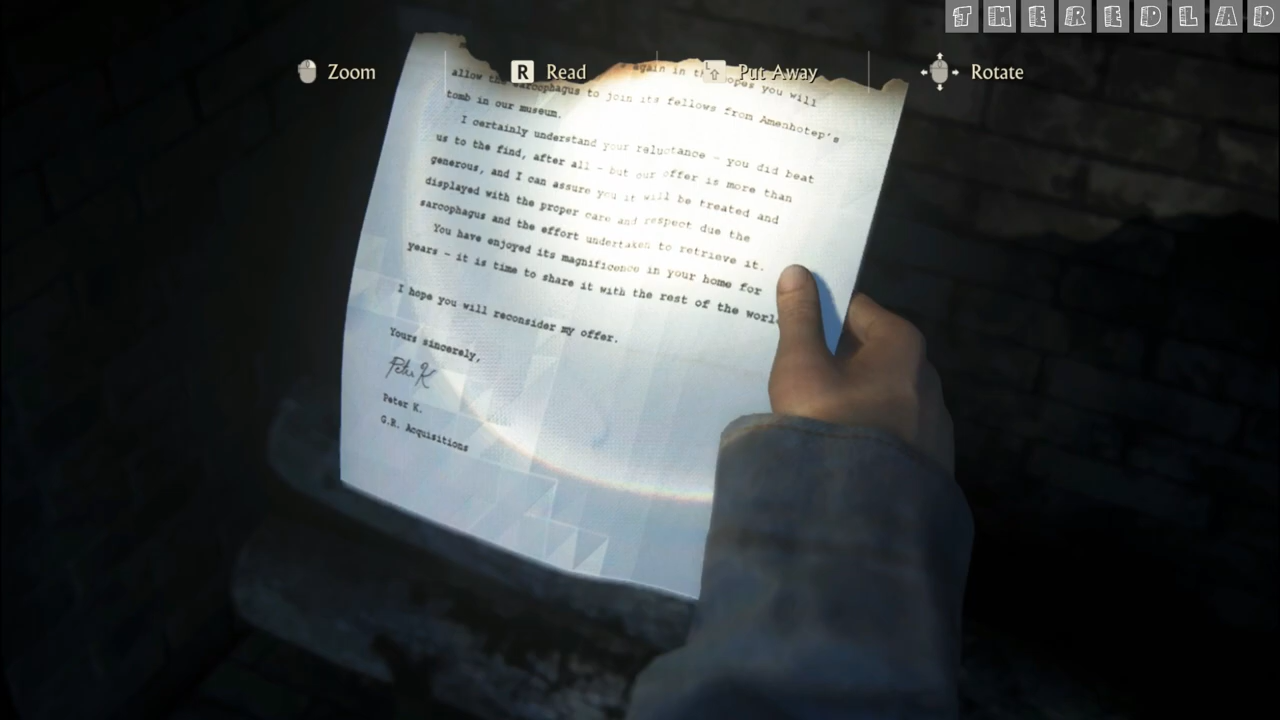 THEREDLAD
Zoom
R Read
L Put Away
Rotate
again in the hopes you will
allow the sarcophagus to join its fellows from Amenhotep's
tomb in our museum.
I certainly understand your reluctance - you did beat
us to the find, after all - but our offer is more than
generous, and I can assure you it will be treated and
displayed with the proper care and respect due the
sarcophagus and the effort undertaken to retrieve it.
You have enjoyed its magnificence in your home for
years - it is time to share it with the rest of the worl
I hope you will reconsider my offer.
Yours sincerely,
Peter K
Peter K.
G.R. Acquisitions